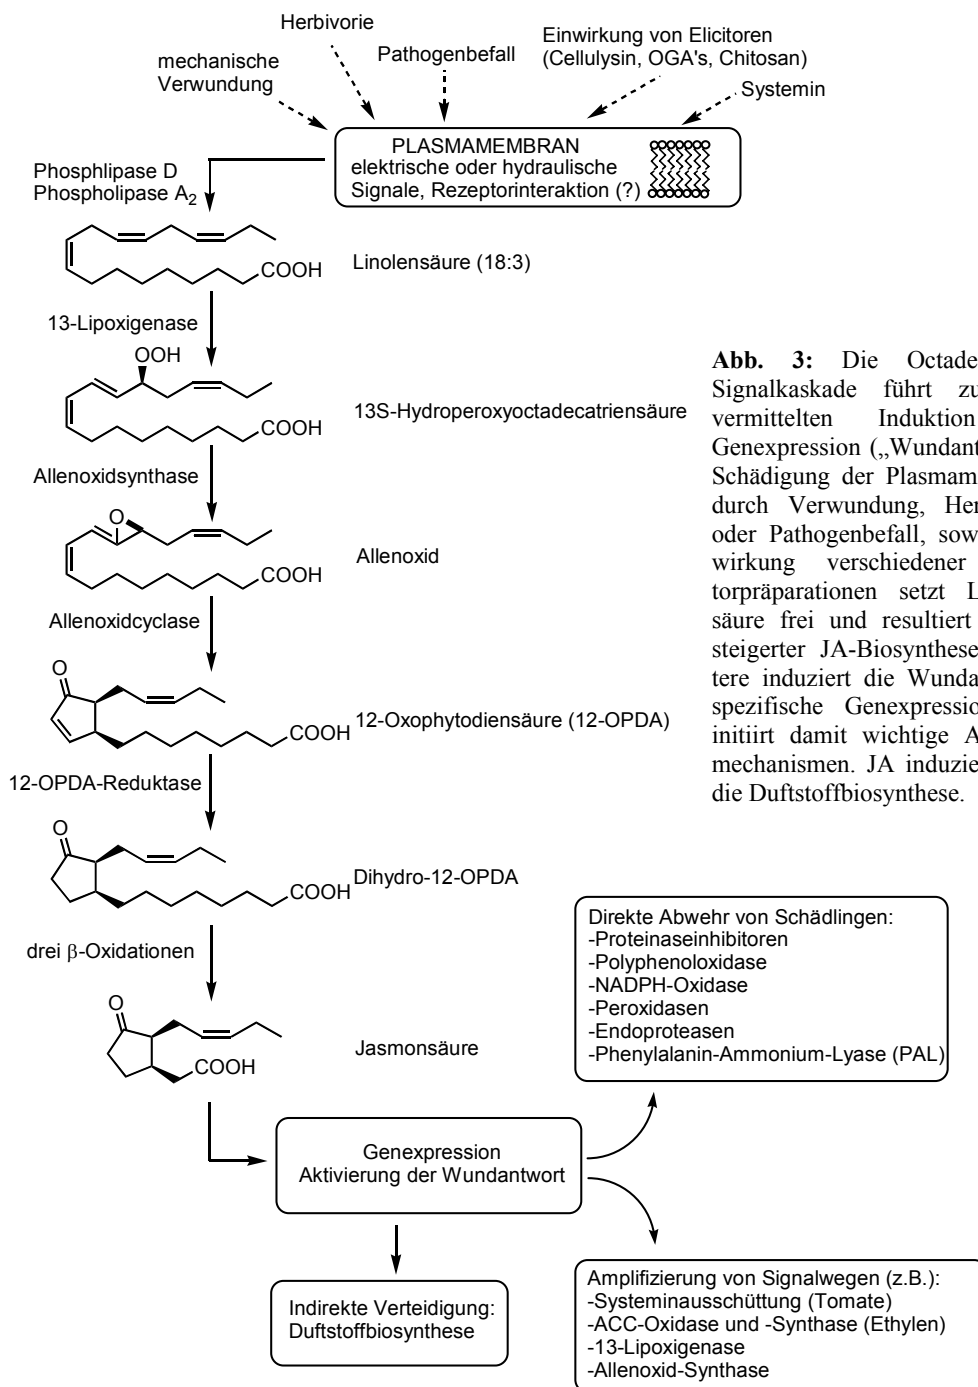 Herbivorie
mechanische
Verwundung
Pathogenbefall
Einwirkung von Elicitoren
(Cellulysin, OGA's, Chitosan)
Systemin
PLASMAMEMBRAN
elektrische oder hydraulische
Signale, Rezeptorinteraktion (?)
Phosphlipase D
Phospholipase A2
COOH
Linolensäure (18:3)
13-Lipoxigenase
OOH
COOH
13S-Hydroperoxyoctadecatriensäure
Allenoxidsynthase
O
COOH
Allenoxid
Allenoxidcyclase
O
COOH
12-Oxophytodiensäure (12-OPDA)
12-OPDA-Reduktase
O
COOH
Dihydro-12-OPDA
drei β-Oxidationen
O
COOH
Jasmonsäure
Genexpression
Aktivierung der Wundantwort
Indirekte Verteidigung:
Duftstoffbiosynthese
Direkte Abwehr von Schädlingen:
-Proteinaseinhibitoren
-Polyphenoloxidase
-NADPH-Oxidase
-Peroxidasen
-Endoproteasen
-Phenylalanin-Ammonium-Lyase (PAL)
Amplifizierung von Signalwegen (z.B.):
-Systeminausschüttung (Tomate)
-ACC-Oxidase und -Synthase (Ethylen)
-13-Lipoxigenase
-Allenoxid-Synthase
Abb. 3: Die Octade
Signalkaskade führt zu
vermittelten Induktion
Genexpression („Wundant
Schädigung der Plasmam
durch Verwundung, Her
oder Pathogenbefall, sow
wirkung verschiedener
torpräparationen setzt L
säure frei und resultiert
steigerter JA-Biosynthese
tere induziert die Wunda
spezifische Genexpressio
initiirt damit wichtige A
mechanismen. JA induzie
die Duftstoffbiosynthese.